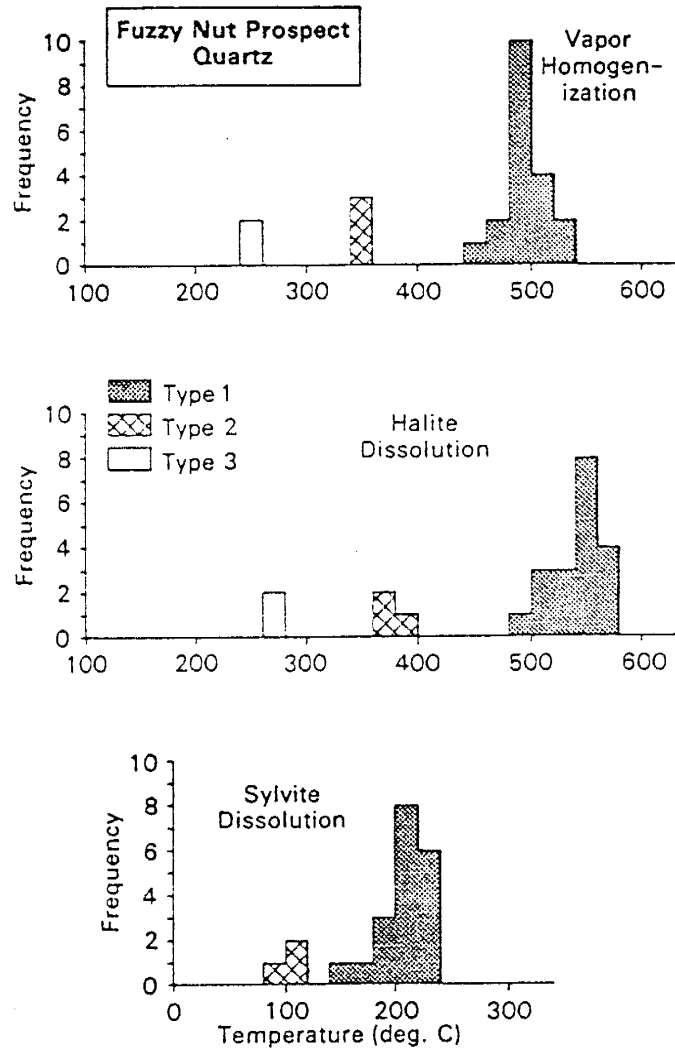 Fuzzy Nut Prospect
Quartz
Vapor
Homogen-
ization
Frequency
10
8
6
4
2
0
100 200 300 400 500 600
Type 1
Type 2
Type 3
Halite
Dissolution
Frequency
10
8
6
4
2
0
100 200 300 400 500 600
Sylvite
Dissolution
Frequency
10
8
6
4
2
0
0 100 200 300
Temperature (deg. C)